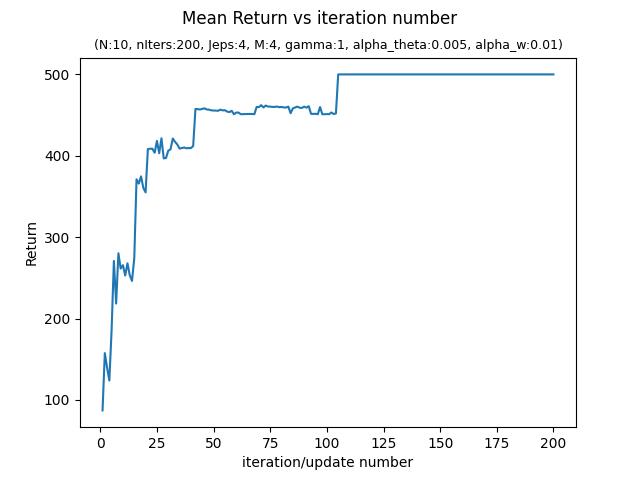 Mean Return vs iteration number
(N:10, nIters:200, Jeps:4, M:4, gamma:1, alpha_theta:0.005, alpha_w:0.01)
500
400
300
200
100
Return
0 25 50 75 100 125 150 175 200
iteration/update number